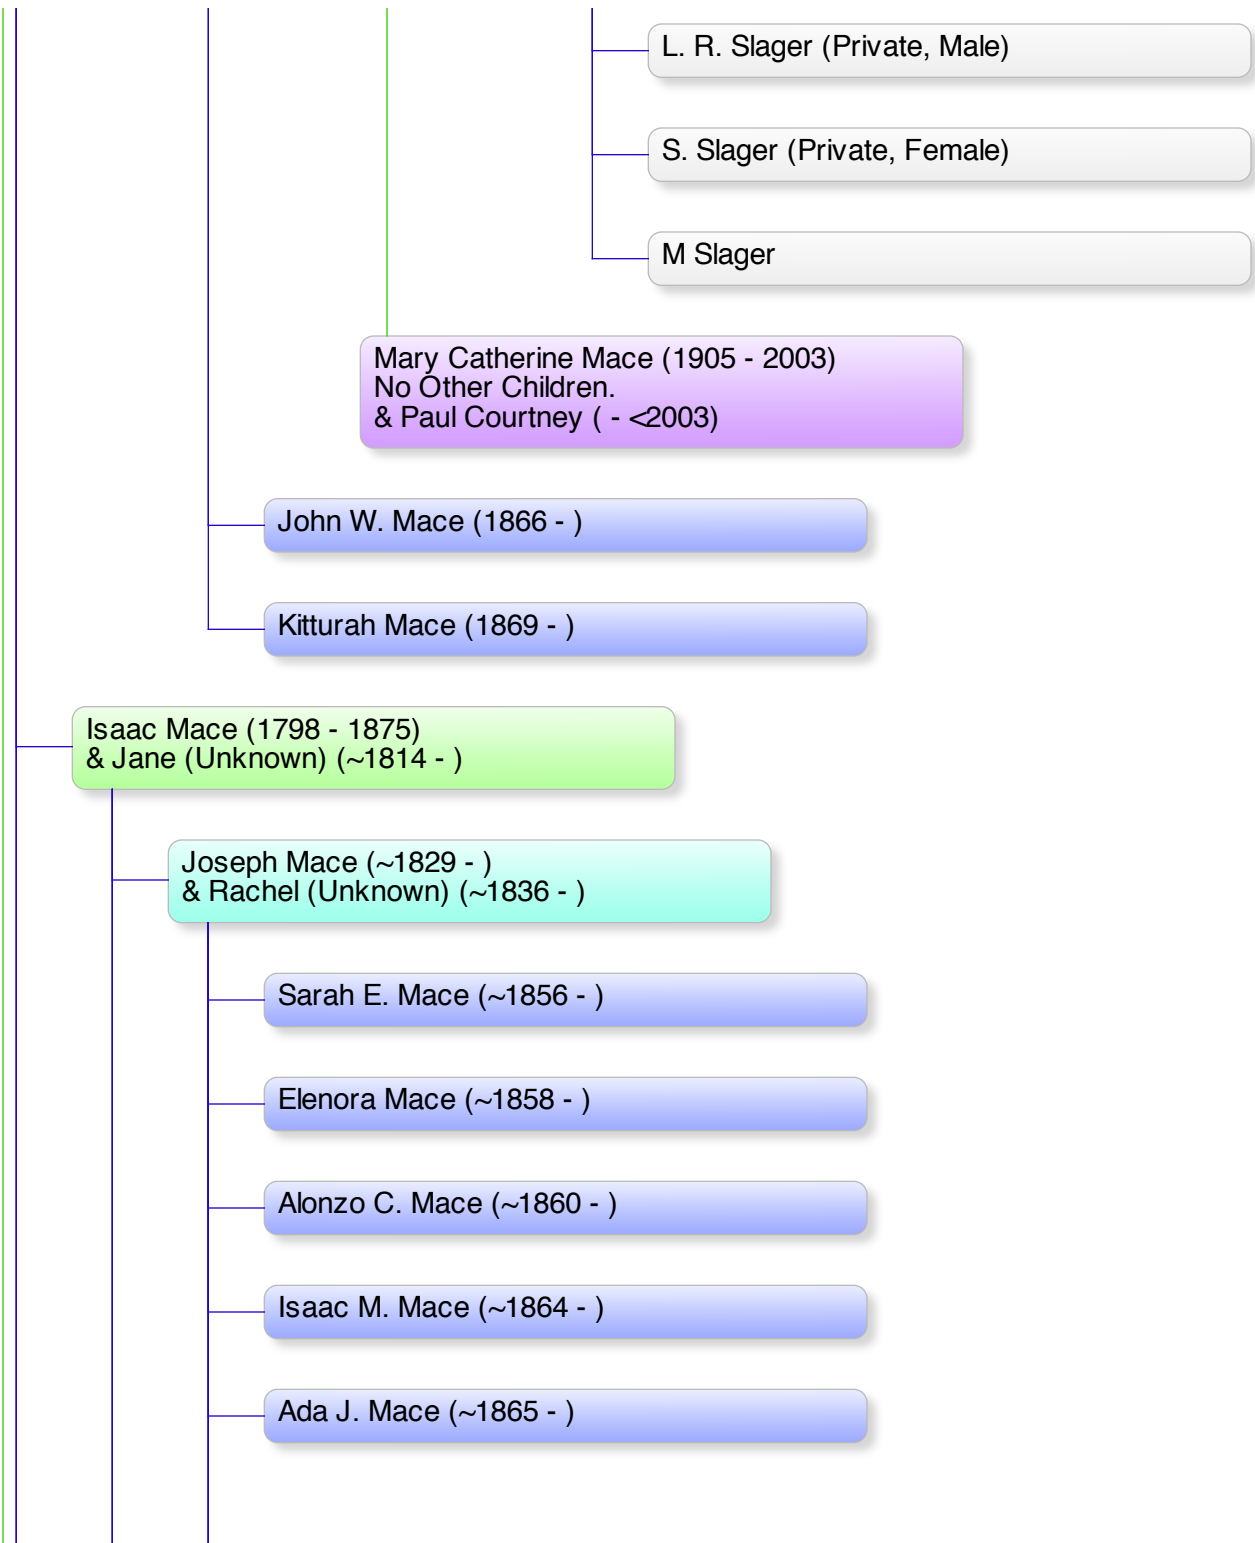 L. R. Slager (Private, Male)
S. Slager (Private, Female)
M Slager
Mary Catherine Mace (1905 - 2003)
No Other Children.
& Paul Courtney ( - <2003)
John W. Mace (1866 - )
Kitturah Mace (1869 - )
Isaac Mace (1798 - 1875)
& Jane (Unknown) (~1814 - )
Joseph Mace (~1829 - )
& Rachel (Unknown) (~1836 - )
Sarah E. Mace (~1856 - )
Elenora Mace (~1858 - )
Alonzo C. Mace (~1860 - )
Isaac M. Mace (~1864 - )
Ada J. Mace (~1865 - )